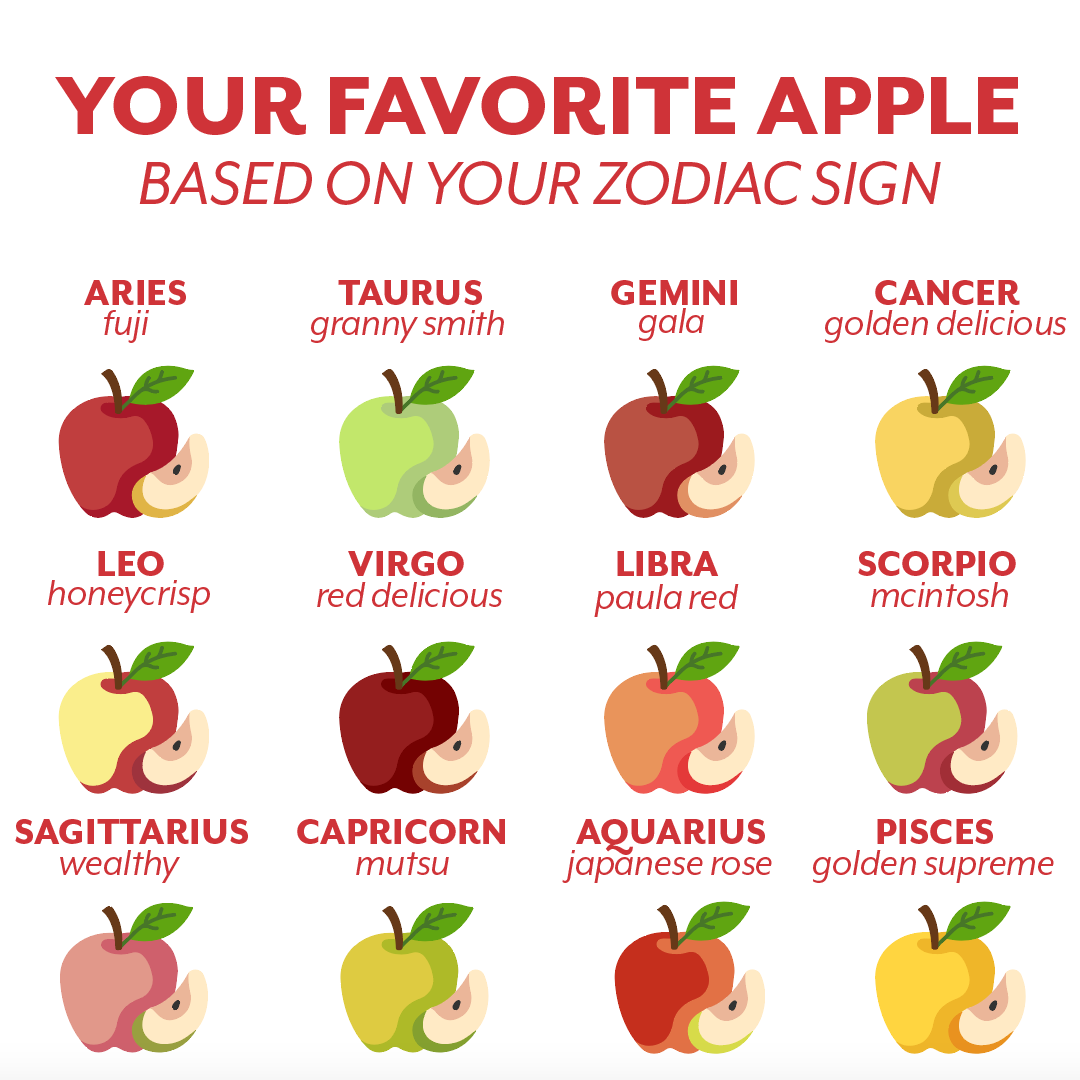 YOUR FAVORITE APPLE
BASED ON YOUR ZODIAC SIGN
ARIES
fuji
TAURUS
granny smith
GEMINI
gala
CANCER
golden delicious
LEO
honeycrisp
VIRGO
red delicious
LIBRA
paula red
SCORPIO
mcintosh
SAGITTARIUS
wealthy
CAPRICORN
mutsu
AQUARIUS
japanese rose
PISCES
golden supreme